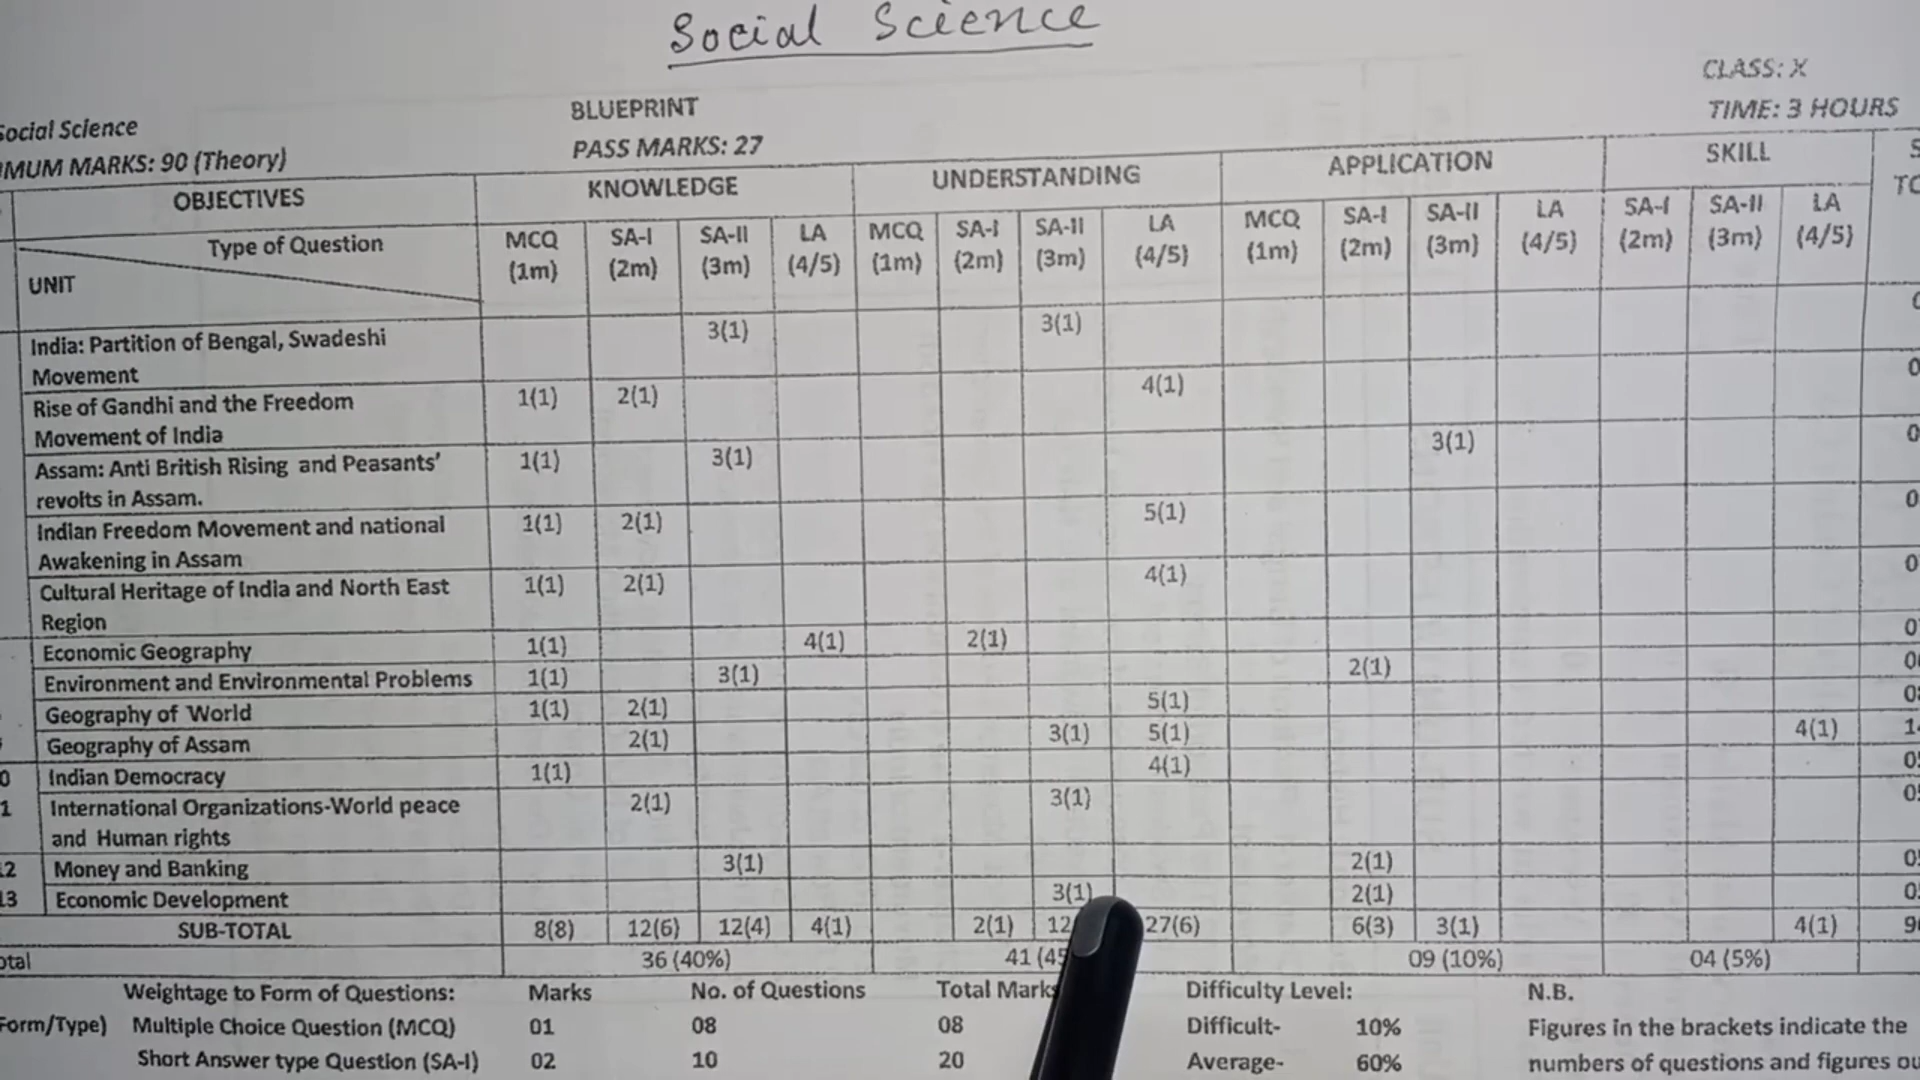 Social Science
CLASS: X
BLUEPRINT
TIME: 3 HOURS
Social Science
PASS MARKS: 27
MARKS: 90 (Theory)
OBJECTIVES KNOWLEDGE UNDERSTANDING APPLICATION SKILL
Type of Question MCQ SA-I SA-II LA MCQ SA-I SA-II LA MCQ SA-I SA-II LA SA-I SA-II LA
UNIT (1m) (2m) (3m) (4/5) (1m) (2m) (3m) (4/5) (1m) (2m) (3m) (4/5) (2m) (3m) (4/5)
India: Partition of Bengal, Swadeshi 3(1) 3(1)
Movement
Rise of Gandhi and the Freedom 1(1) 2(1) 4(1)
Movement of India
Assam: Anti British Rising and Peasants' 1(1) 3(1) 3(1)
revolts in Assam.
Indian Freedom Movement and national 1(1) 2(1) 5(1)
Awakening in Assam
Cultural Heritage of India and North East 1(1) 2(1) 4(1)
Region
Economic Geography 1(1) 4(1) 2(1)
Environment and Environmental Problems 1(1) 3(1) 2(1)
Geography of World 1(1) 2(1) 5(1)
Geography of Assam 2(1) 3(1) 5(1) 4(1)
Indian Democracy 1(1) 4(1)
International Organizations-World peace 2(1) 3(1)
and Human rights
Money and Banking 3(1) 2(1)
13 Economic Development 3(1) 2(1)
SUB-TOTAL 8(8) 12(6) 12(4) 4(1) 2(1) 12 27(6) 6(3) 3(1) 4(1)
36 (40%) 41 09 (10%) 04 (5%)
Weightage to Form of Questions: Marks No. of Questions Total Marks Difficulty Level: N.B.
Form/Type) Multiple Choice Question (MCQ) 01 08 08 Difficult- 10% Figures in the brackets indicate the
Short Answer type Question (SA-I) 02 10 20 Average- 60% numbers of questions and figures